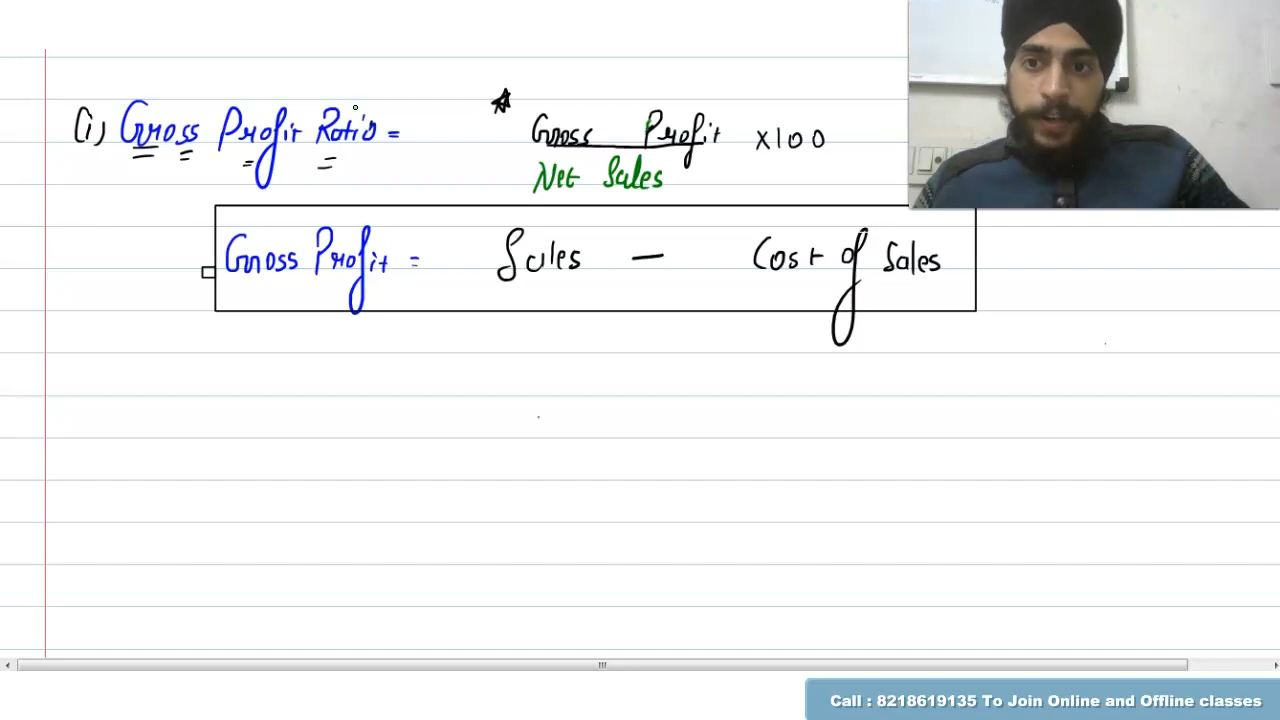 (i) Gross Profit Ratio = Gross Profit X100
Net Sales
Gross Profit = Sales — Cost of Sales
Call : 8218619135 To Join Online and Offline classes